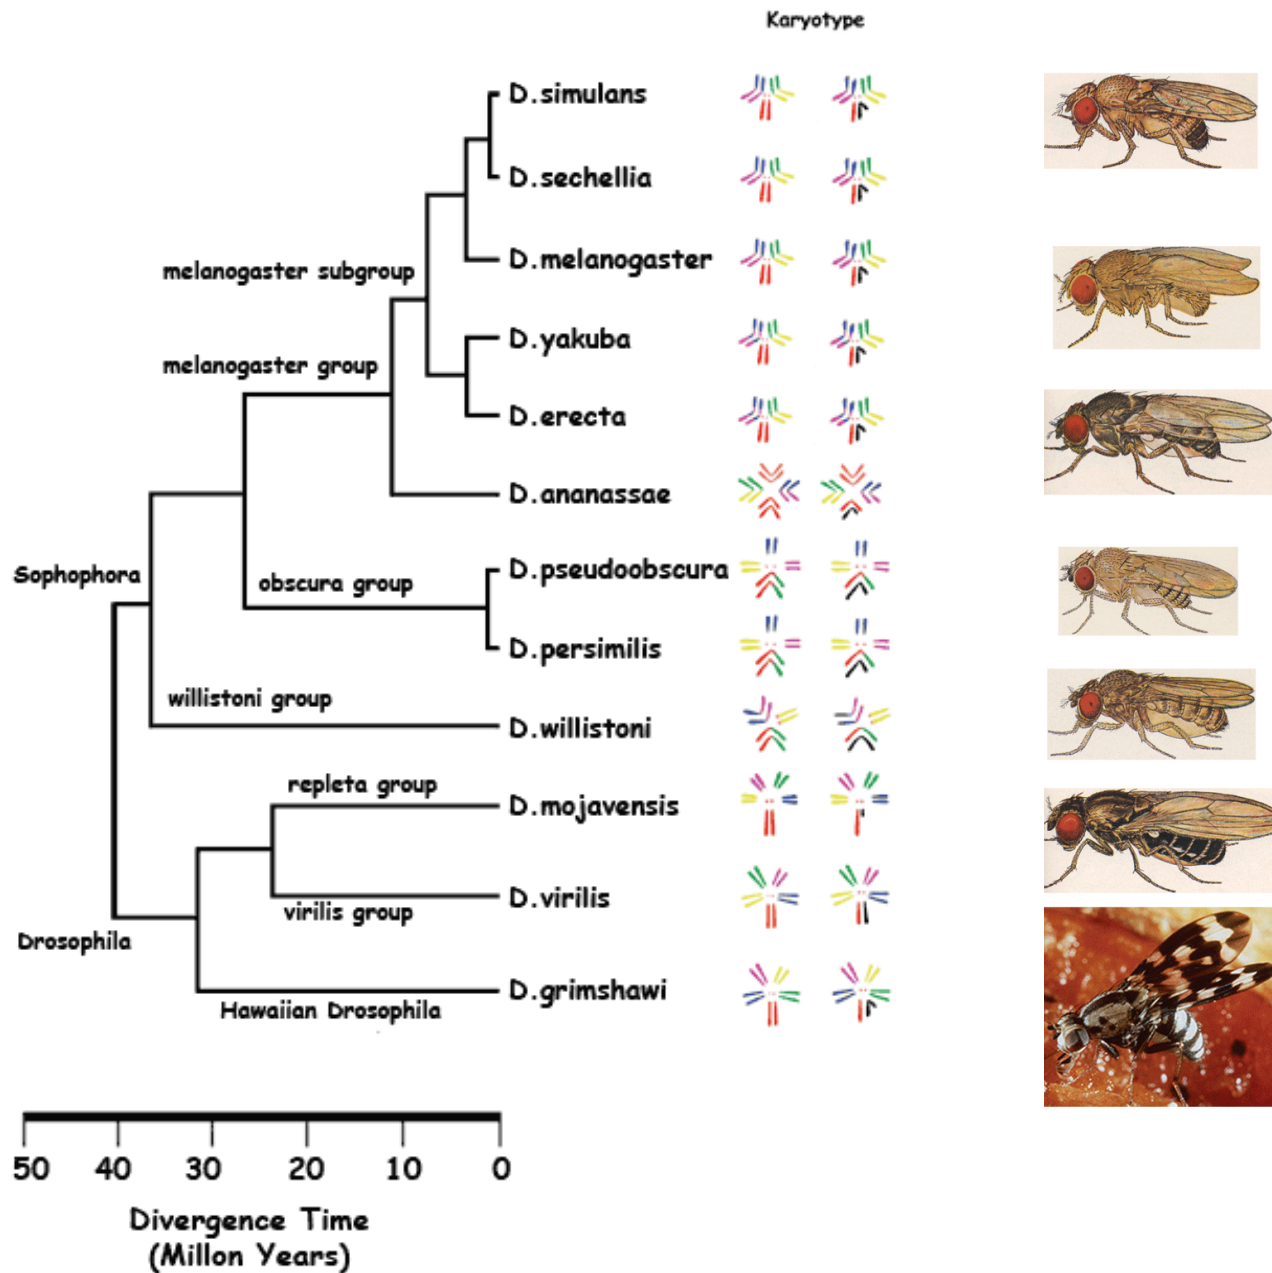 Karyotype
D.simulans
D.sechellia
D.melanogaster
melanogaster subgroup
D.yakuba
melanogaster group
D.erecta
D.ananassae
D.pseudoobscura
Sophophora
obscura group
D.persimilis
willistoni group
D.willistoni
repleta group
D.mojavensis
D.virilis
virilis group
Drosophila
D.grimshawi
Hawaiian Drosophila
50 40 30 20 10 0
Divergence Time
(Millon Years)